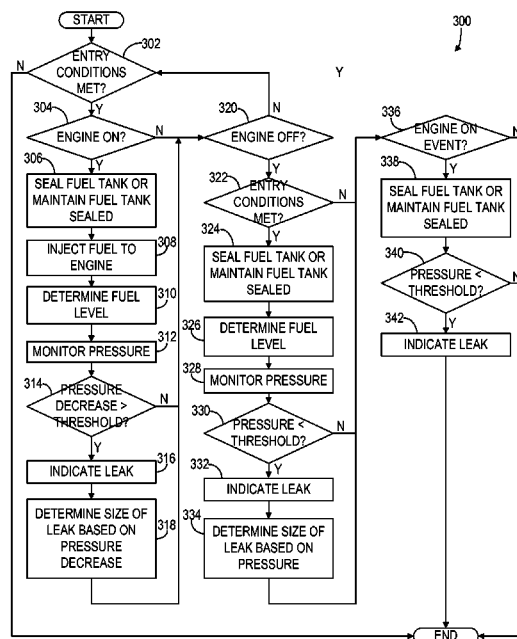 START
300
302
ENTRY
CONDITIONS
MET?
N
Y
304
ENGINE ON?
N
Y
306
SEAL FUEL TANK OR
MAINTAIN FUEL TANK
SEALED
INJECT FUEL TO
ENGINE
308
DETERMINE FUEL
LEVEL
310
312
MONITOR PRESSURE
314
PRESSURE
DECREASE >
THRESHOLD?
N
Y
INDICATE LEAK
316
DETERMINE SIZE OF
LEAK BASED ON
PRESSURE
DECREASE
318
Y
320
N
ENGINE OFF?
Y
322
ENTRY
CONDITIONS
MET?
N
Y
324
SEAL FUEL TANK OR
MAINTAIN FUEL TANK
SEALED
326
DETERMINE FUEL
LEVEL
328
MONITOR PRESSURE
330
PRESSURE <
THRESHOLD?
N
Y
332
INDICATE LEAK
334
DETERMINE SIZE OF
LEAK BASED ON
PRESSURE
336
ENGINE ON
EVENT?
N
Y
338
SEAL FUEL TANK OR
MAINTAIN FUEL TANK
SEALED
340
PRESSURE <
THRESHOLD?
N
Y
342
INDICATE LEAK
END